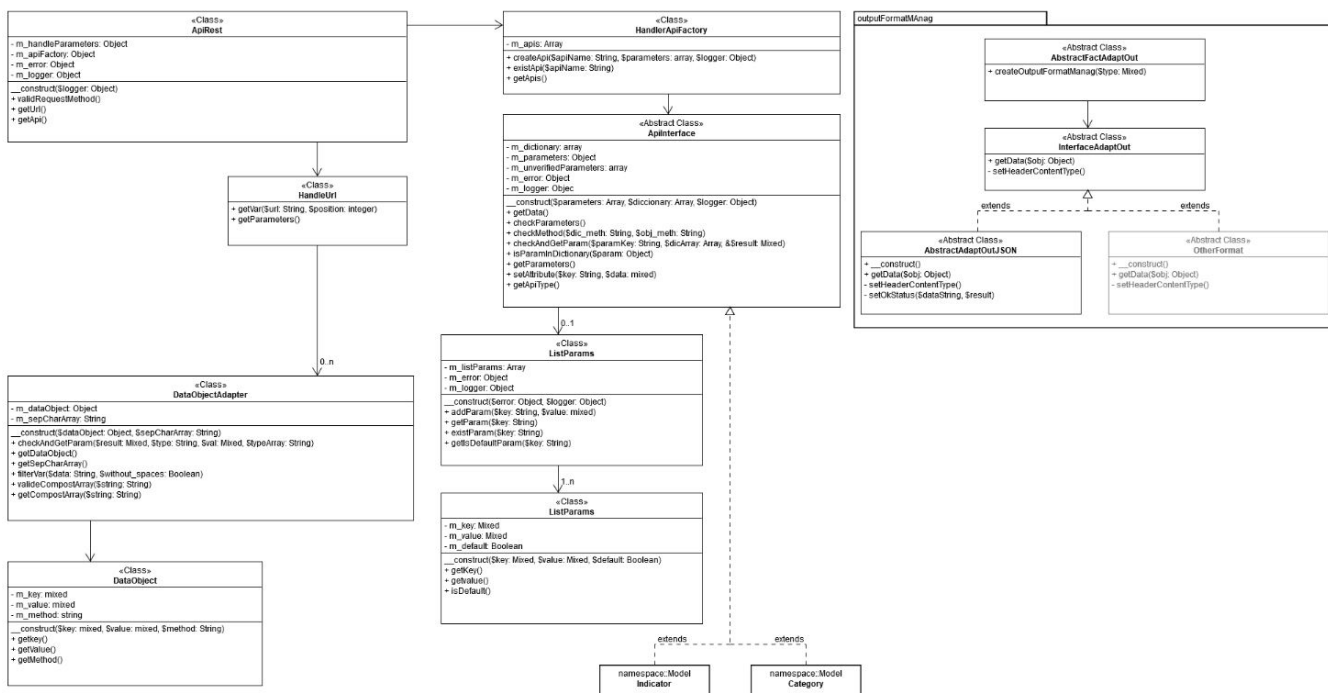 «Class»
ApiRest
- m_handleParameters: Object
- m_apiFactory: Object
- m_error: Object
- m_logger: Object
__construct($logger: Object)
+ validRequestMethod()
+ getUrl()
+ getApi()
«Class»
HandlerApiFactory
- m_apis: Array
+ createApi($apiName: String, $parameters: array, $logger: Object)
+ existApi($apiName: String)
+ getApis()
outputFormatMAnag
«Abstract Class»
AbstractFactAdaptOut
+ createOutputFormatManag($type: Mixed)
«Abstract Class»
InterfaceAdaptOut
+ getData($obj: Object)
- setHeaderContentType()
extends
extends
«Abstract Class»
AbstractAdaptOutJSON
+ __construct()
+ getData($obj: Object)
- setHeaderContentType()
- setOkStatus($dataString, $result)
«Abstract Class»
OtherFormat
+ __construct()
+ getData($obj: Object)
- setHeaderContentType()
«Abstract Class»
ApiInterface
- m_dictionary: array
- m_parameters: Object
- m_unverifiedParameters: array
- m_error: Object
- m_logger: Objec
__construct($parameters: Array, $diccionary: Array, $logger: Object)
+ getData()
+ checkParameters()
+ checkMethod($dic_meth: String, $obj_meth: String)
+ checkAndGetParam($paramKey: String, $dicArray: Array, &$result: Mixed)
+ isParamInDictionary($param: Object)
+ getParameters()
+ setAttribute($key: String, $data: mixed)
+ getApiType()
«Class»
HandleUrl
+ getVar($url: String, $position: integer)
+ getParameters()
0..n
0..1
«Class»
ListParams
- m_listParams: Array
- m_error: Object
- m_logger: Object
__construct($error: Object, $logger: Object)
+ addParam($key: String, $value: mixed)
+ getParam($key: String)
+ existParam($key: String)
+ getIsDefaultParam($key: String)
«Class»
DataObjectAdapter
- m_dataObject: Object
- m_sepCharArray: String
__construct($dataObject: Object, $sepCharArray: String)
+ checkAndGetParam($result: Mixed, $type: String, $val: Mixed, $typeArray: String)
+ getDataObject()
+ getSepCharArray()
+ filterVar($data: String, $without_spaces: Boolean)
+ valideCompostArray($string: String)
+ getCompostArray($string: String)
1..n
«Class»
ListParams
- m_key: Mixed
- m_value: Mixed
- m_default: Boolean
__construct($key: Mixed, $value: Mixed, $default: Boolean)
+ getKey()
+ getvalue()
+ isDefault()
«Class»
DataObject
- m_key: mixed
- m_value: mixed
- m_method: string
__construct($key: mixed, $value: mixed, $method: String)
+ getkey()
+ getValue()
+ getMethod()
extends
extends
namespace::Model
Indicator
namespace::Model
Category